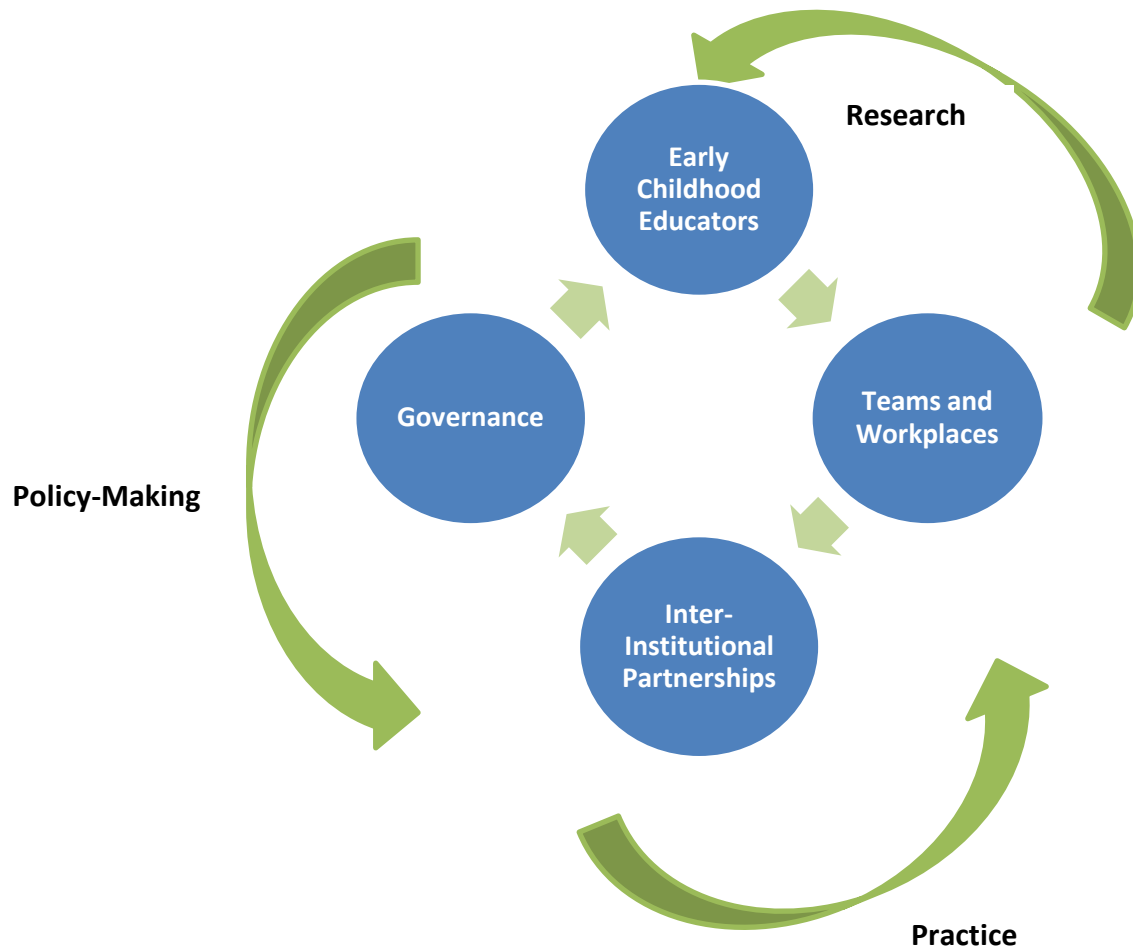 Research
Early
Childhood
Educators
Governance
Teams and
Workplaces
Policy-Making
Inter-
Institutional
Partnerships
Practice